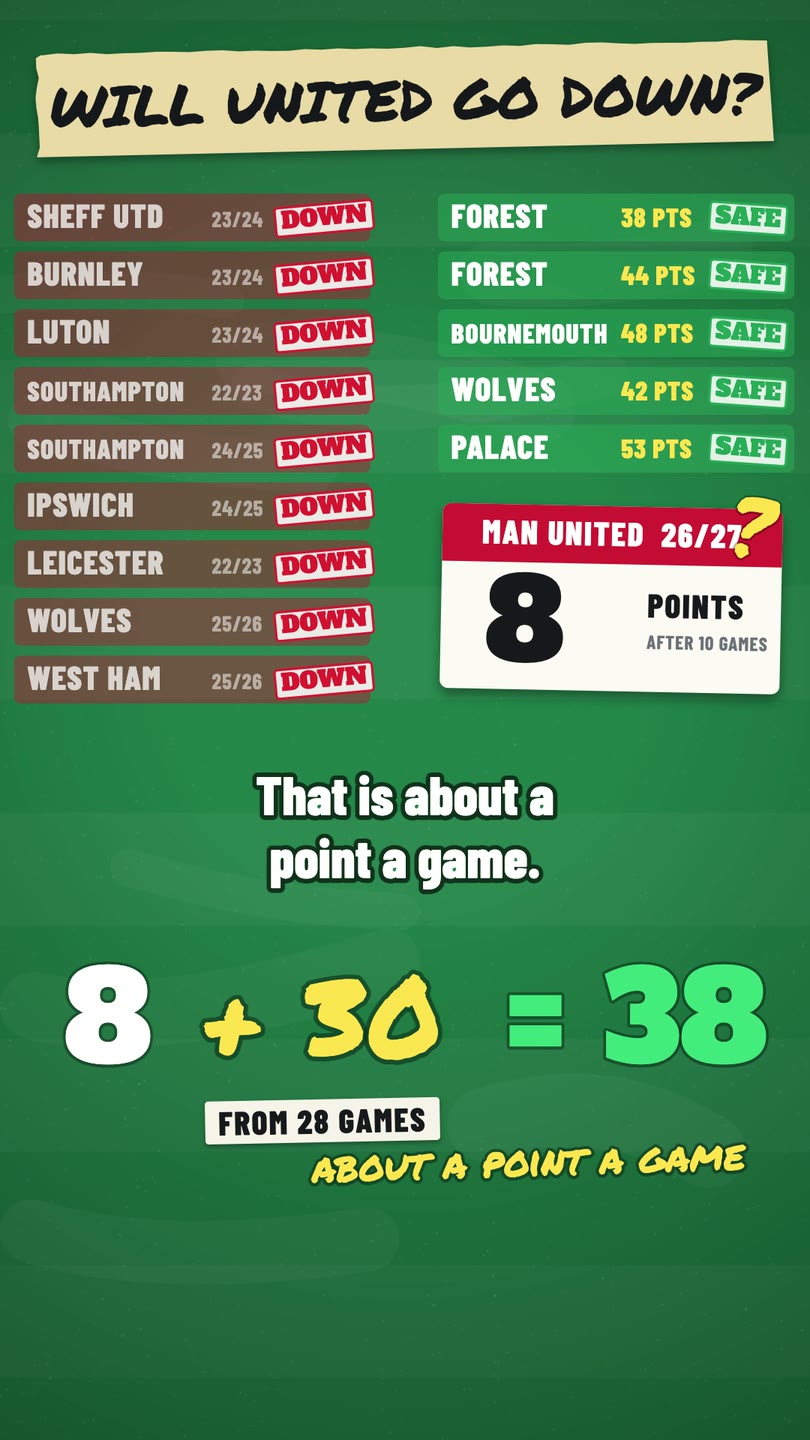 WILL UNITED GO DOWN?
SHEFF UTD 23/24 DOWN
BURNLEY 23/24 DOWN
LUTON 23/24 DOWN
SOUTHAMPTON 22/23 DOWN
SOUTHAMPTON 24/25 DOWN
IPSWICH 24/25 DOWN
LEICESTER 22/23 DOWN
WOLVES 25/26 DOWN
WEST HAM 25/26 DOWN
FOREST 38 PTS SAFE
FOREST 44 PTS SAFE
BOURNEMOUTH 48 PTS SAFE
WOLVES 42 PTS SAFE
PALACE 53 PTS SAFE
MAN UNITED 26/27 ?
8 POINTS
AFTER 10 GAMES
That is about a
point a game.
8 + 30 = 38
FROM 28 GAMES
ABOUT A POINT A GAME